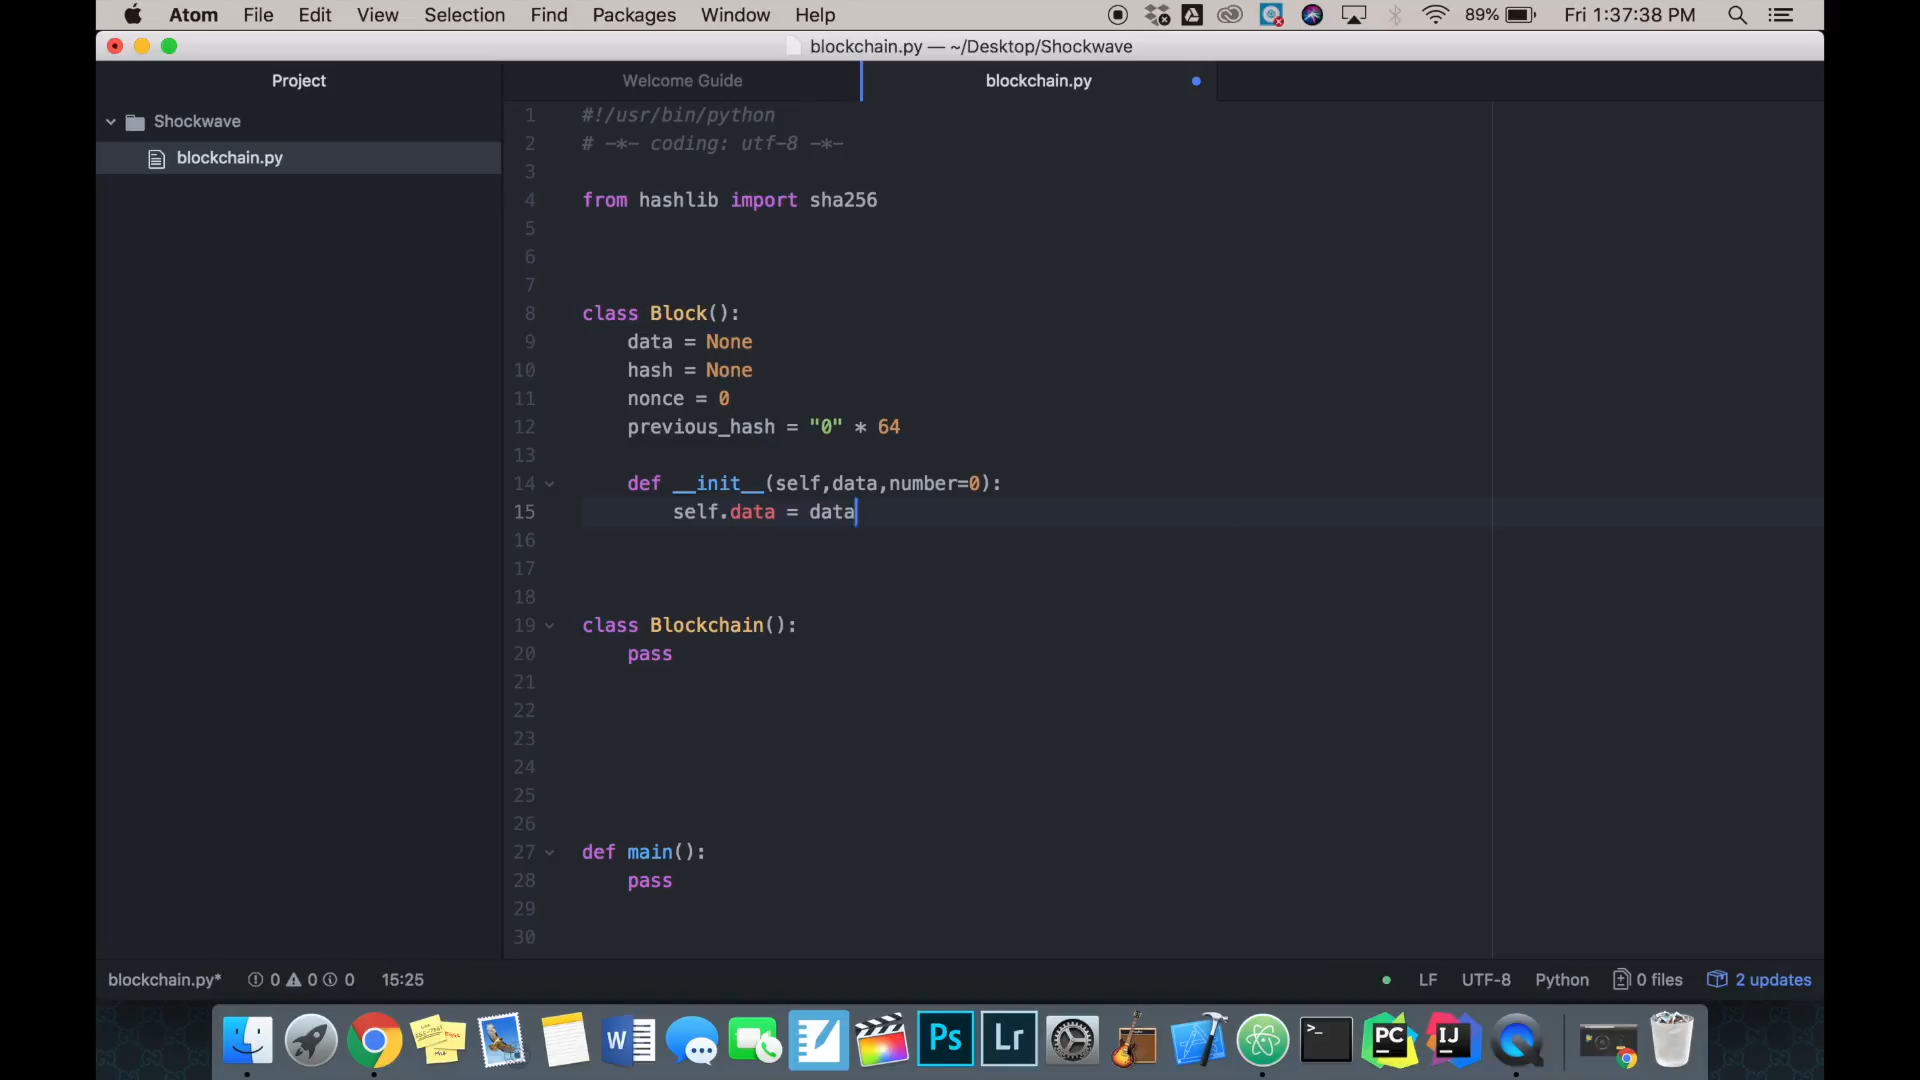 Atom File Edit View Selection Find Packages Window Help 89% Fri 1:37:38 PM
blockchain.py — ~/Desktop/Shockwave
Project Welcome Guide blockchain.py
Shockwave
blockchain.py
1 #!/usr/bin/python
2 # -*- coding: utf-8 -*-
3
4 from hashlib import sha256
5
6
7
8 class Block():
9 data = None
10 hash = None
11 nonce = 0
12 previous_hash = "0" * 64
13
14 def __init__(self,data,number=0):
15 self.data = data
16
17
18
19 class Blockchain():
20 pass
21
22
23
24
25
26
27 def main():
28 pass
29
30
blockchain.py* 0 0 0 15:25 LF UTF-8 Python 0 files 2 updates
W Ps Lr >_ PC IJ